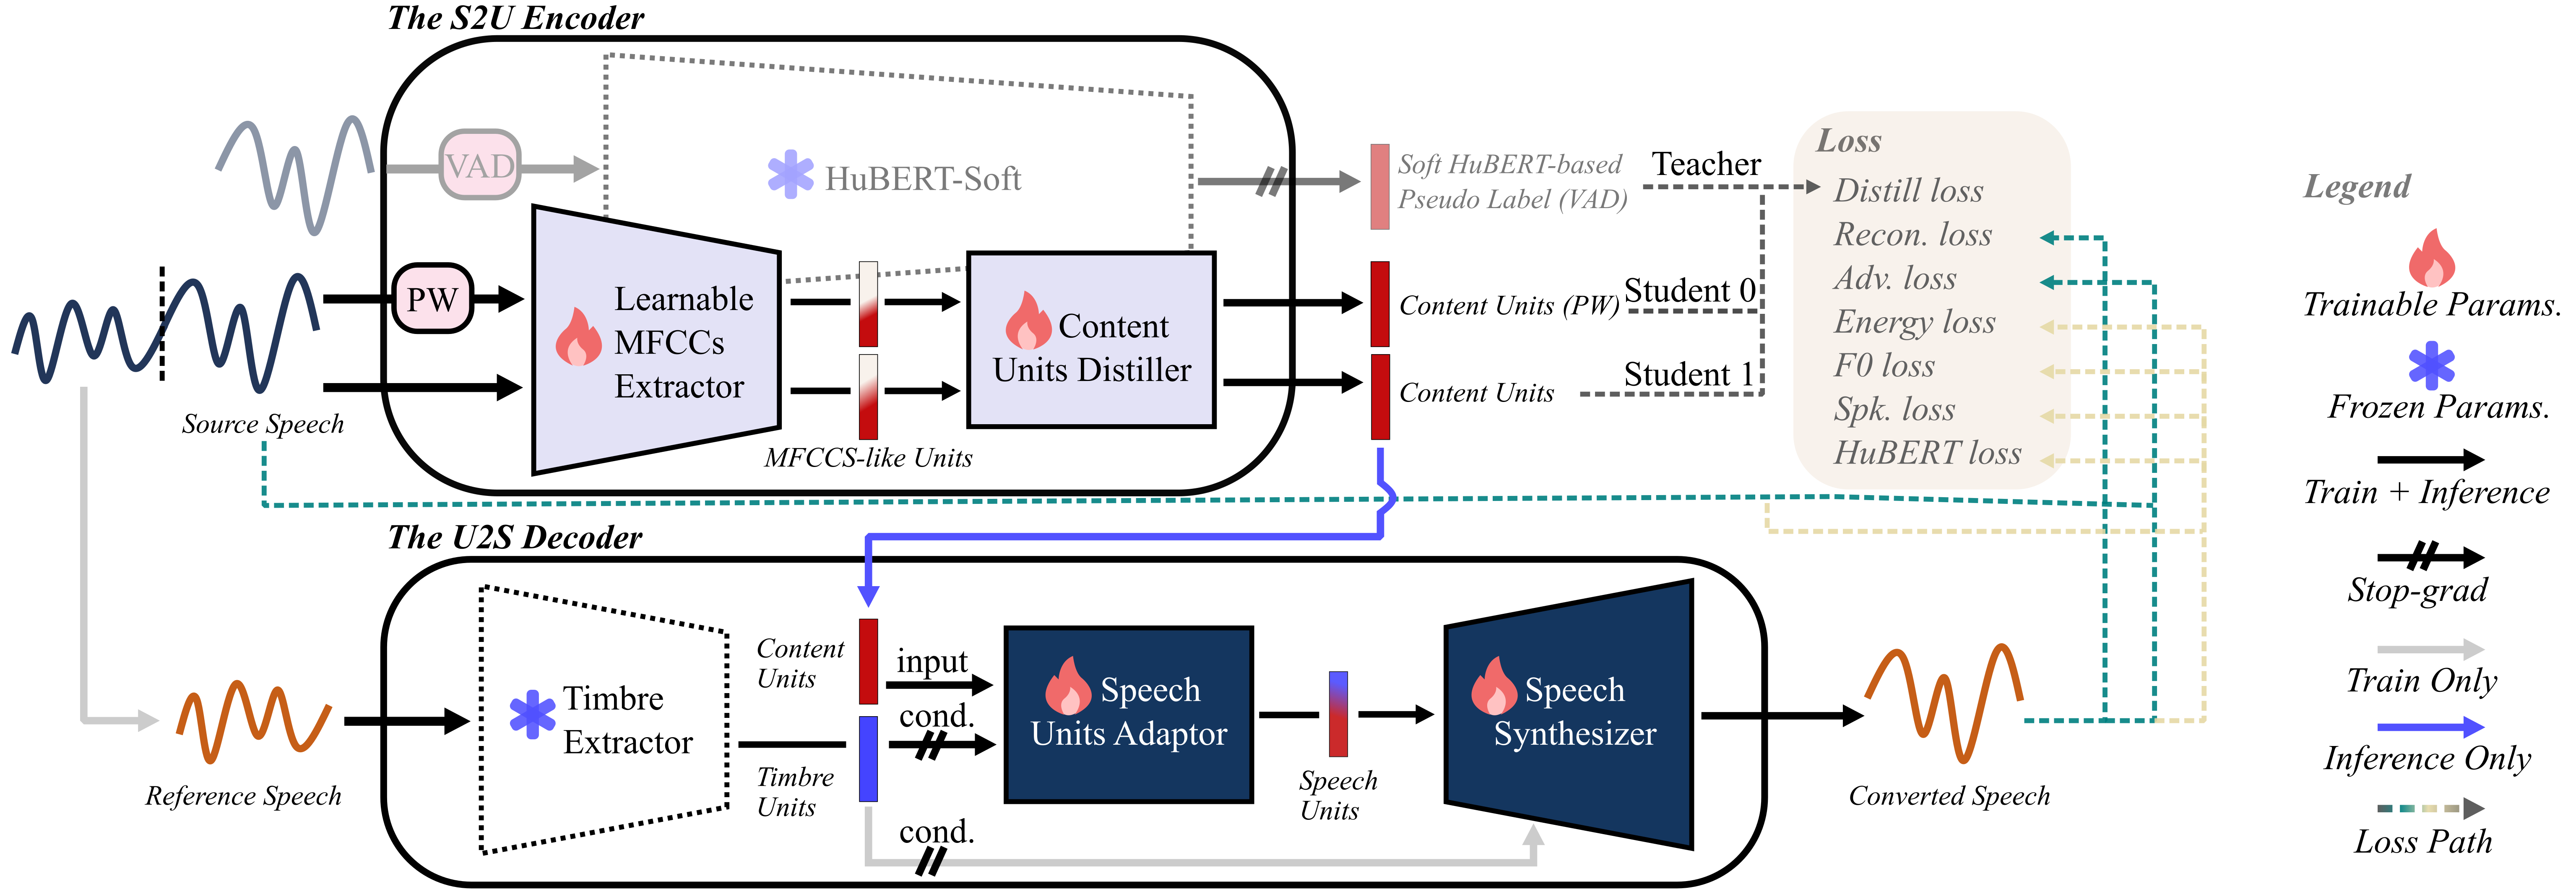 The S2U Encoder
VAD
HuBERT-Soft
PW
Learnable
MFCCs
Extractor
Content
Units Distiller
MFCCS-like Units
Source Speech
Soft HuBERT-based
Pseudo Label (VAD)
Teacher
Content Units (PW)
Student 0
Content Units
Student 1
Loss
Distill loss
Recon. loss
Adv. loss
Energy loss
F0 loss
Spk. loss
HuBERT loss
The U2S Decoder
Reference Speech
Timbre
Extractor
Content
Units
Timbre
Units
input
cond.
cond.
Speech
Units Adaptor
Speech
Units
Speech
Synthesizer
Converted Speech
Legend
Trainable Params.
Frozen Params.
Train + Inference
Stop-grad
Train Only
Inference Only
Loss Path